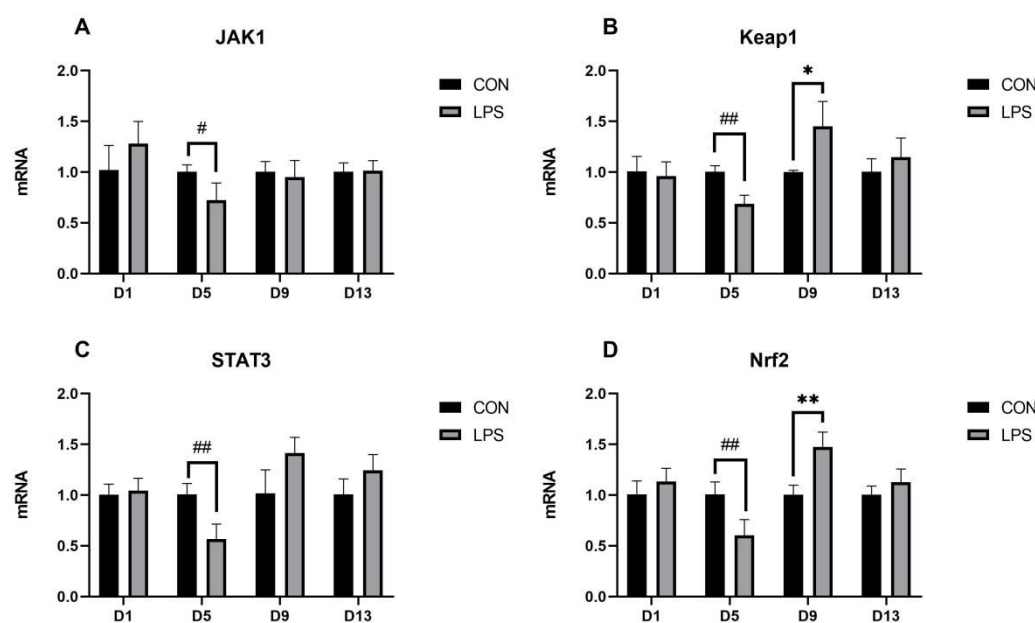 A
JAK1
2.0
1.5
1.0
0.5
0.0
mRNA
#
D1 D5 D9 D13
CON
LPS
B
Keap1
2.0
1.5
1.0
0.5
0.0
mRNA
##
*
D1 D5 D9 D13
CON
LPS
C
STAT3
2.0
1.5
1.0
0.5
0.0
mRNA
##
D1 D5 D9 D13
CON
LPS
D
Nrf2
2.0
1.5
1.0
0.5
0.0
mRNA
##
**
D1 D5 D9 D13
CON
LPS